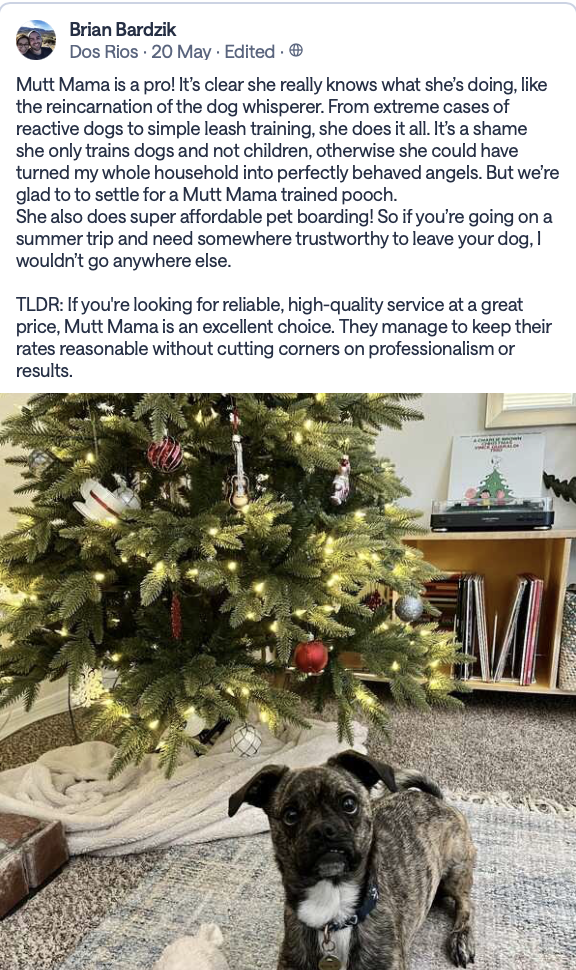 Brian Bardzik
Dos Rios · 20 May · Edited ·
Mutt Mama is a pro! It's clear she really knows what she's doing, like
the reincarnation of the dog whisperer. From extreme cases of
reactive dogs to simple leash training, she does it all. It's a shame
she only trains dogs and not children, otherwise she could have
turned my whole household into perfectly behaved angels. But we're
glad to to settle for a Mutt Mama trained pooch.
She also does super affordable pet boarding! So if you're going on a
summer trip and need somewhere trustworthy to leave your dog, I
wouldn't go anywhere else.
TLDR: If you're looking for reliable, high-quality service at a great
price, Mutt Mama is an excellent choice. They manage to keep their
rates reasonable without cutting corners on professionalism or
results.
A CHARLIE BROWN
CHRISTMAS
VINCE GUARALDI
TRIO